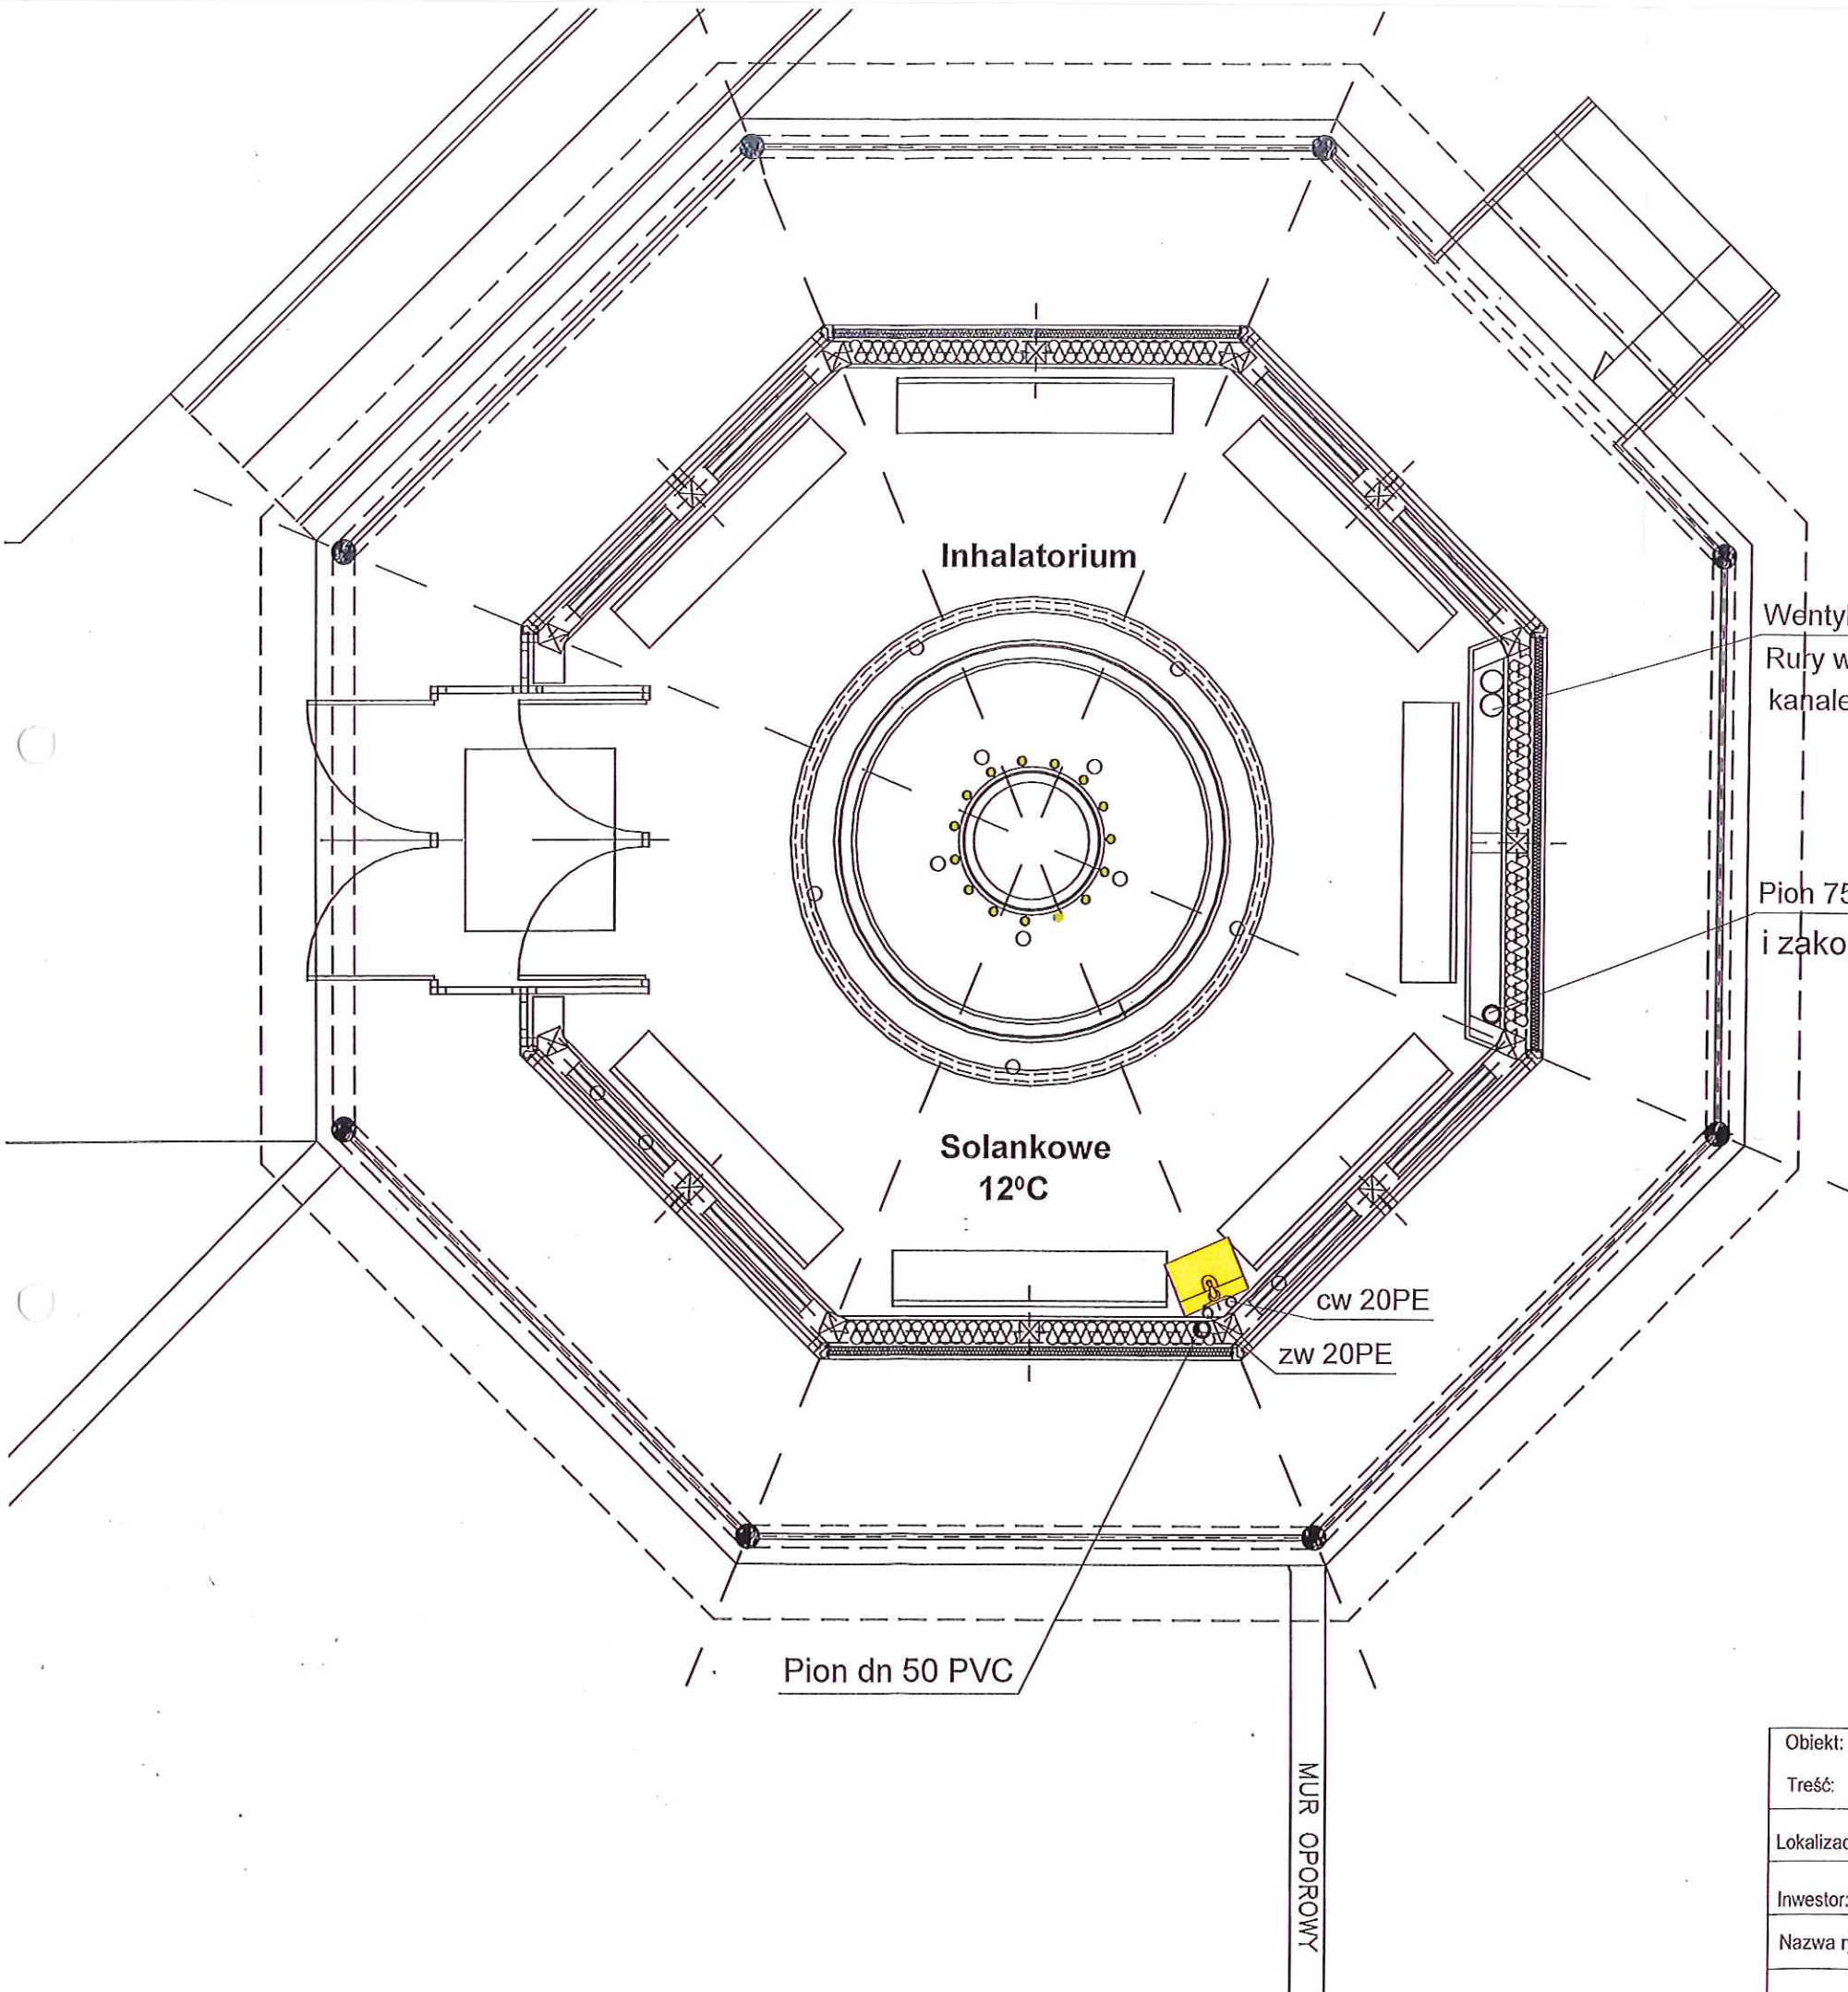 Inhalatorium
Wenty
Rury w
kanale
Pion 75
i zako
Solankowe
12⁰C
cw 20PE
zw 20PE
Pion dn 50 PVC
MUR OPOROWY
Obiekt:
Treść:
Lokalizac
Inwestor:
Nazwa r